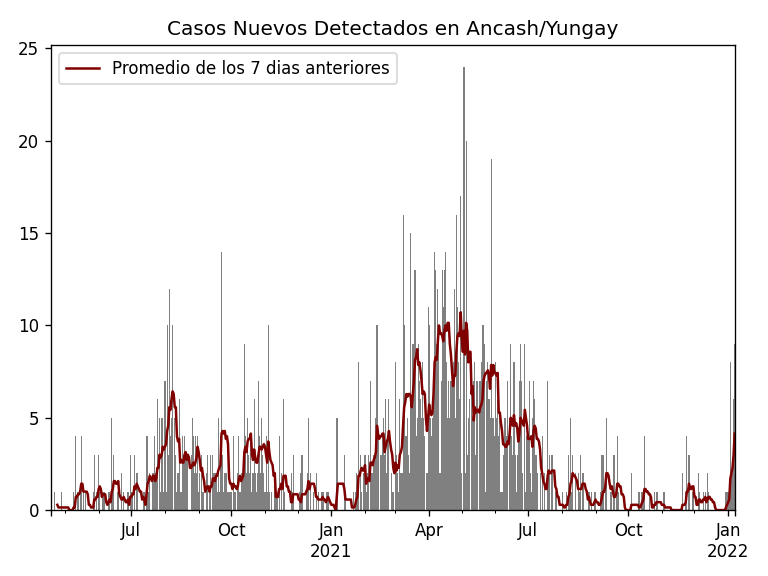 Casos Nuevos Detectados en Ancash/Yungay
Promedio de los 7 dias anteriores
25
20
15
10
5
0
Jul
Oct
Jan
2021
Apr
Jul
Oct
Jan
2022